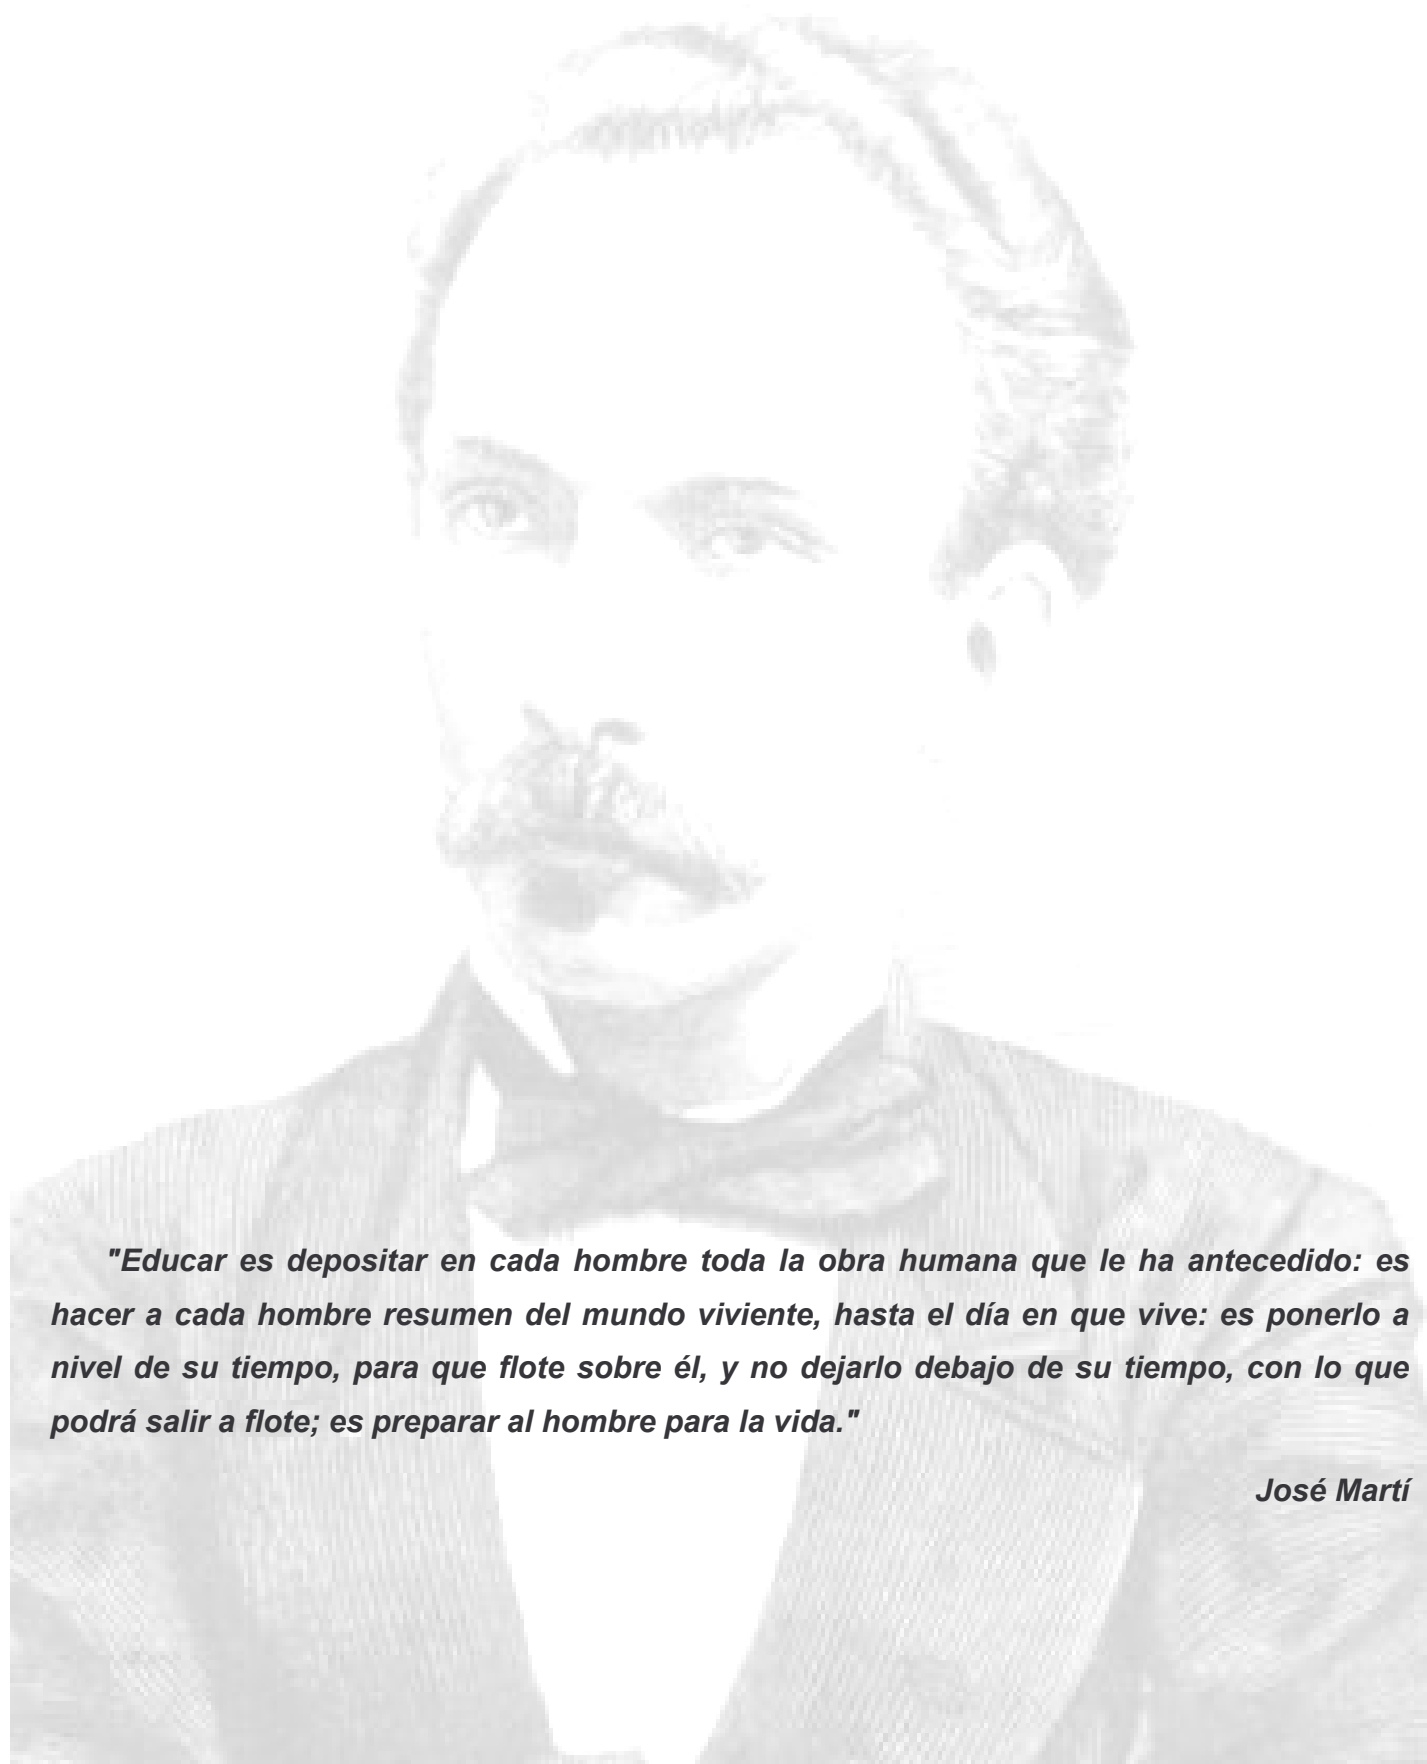 "Educar es depositar en cada hombre toda la obra humana que le ha antecedido: es
hacer a cada hombre resumen del mundo viviente, hasta el día en que vive: es ponerlo a
nivel de su tiempo, para que flote sobre él, y no dejarlo debajo de su tiempo, con lo que
podrá salir a flote; es preparar al hombre para la vida."
José Martí